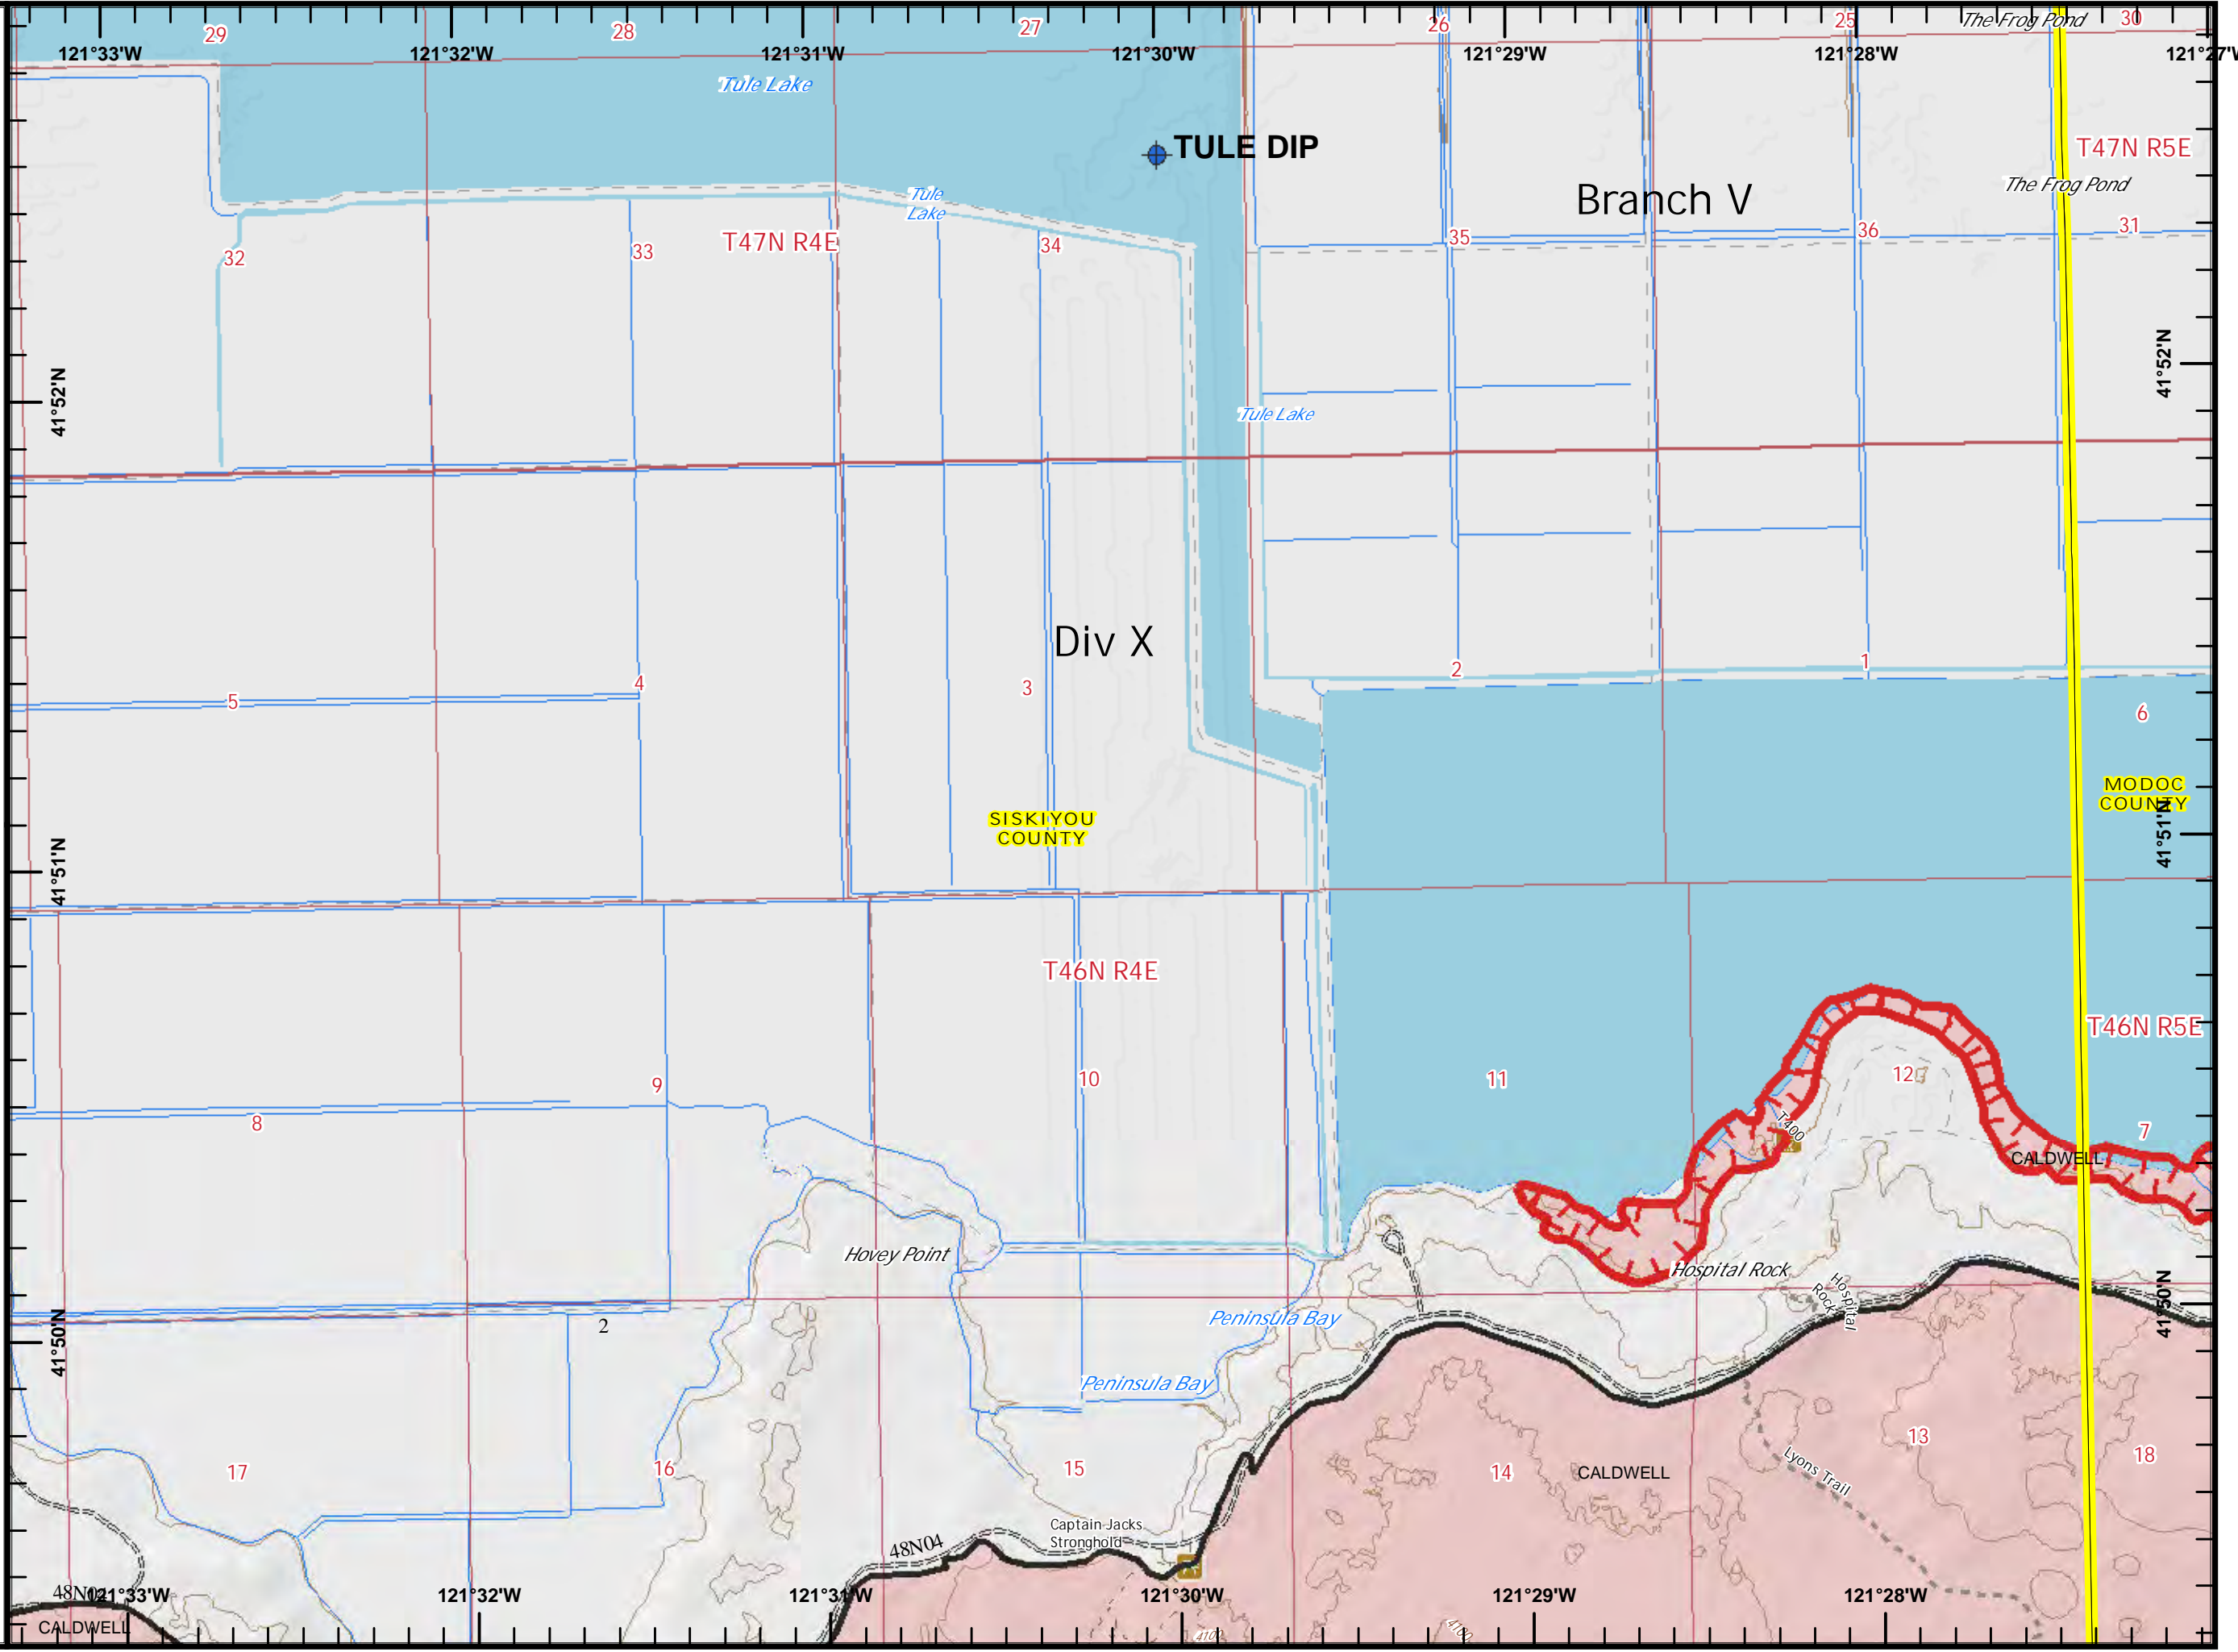 29
28
27
26
25
The Frog Pond
30
121°33'W
121°32'W
121°31'W
121°30'W
121°29'W
121°28'W
121°27'W
Tule Lake
TULE DIP
T47N R5E
Branch V
The Frog Pond
Tule
Lake
32
33
T47N R4E
34
35
36
31
41°52'N
41°52'N
Tule Lake
Div X
5
4
3
2
1
6
SISKIYOU
COUNTY
MODOC
COUNTY
41°51'N
41°51'N
T46N R4E
T46N R5E
8
9
10
11
12
7
T400
CALDWELL
Hovey Point
Hospital Rock
Hospital
Rock
Peninsula Bay
41°50'N
41°50'N
2
Peninsula Bay
17
16
15
14
CALDWELL
13
18
Lyons Trail
Captain Jacks
Stronghold
48N04
121°33'W
121°32'W
121°31'W
121°30'W
121°29'W
121°28'W
CALDWELL
4100